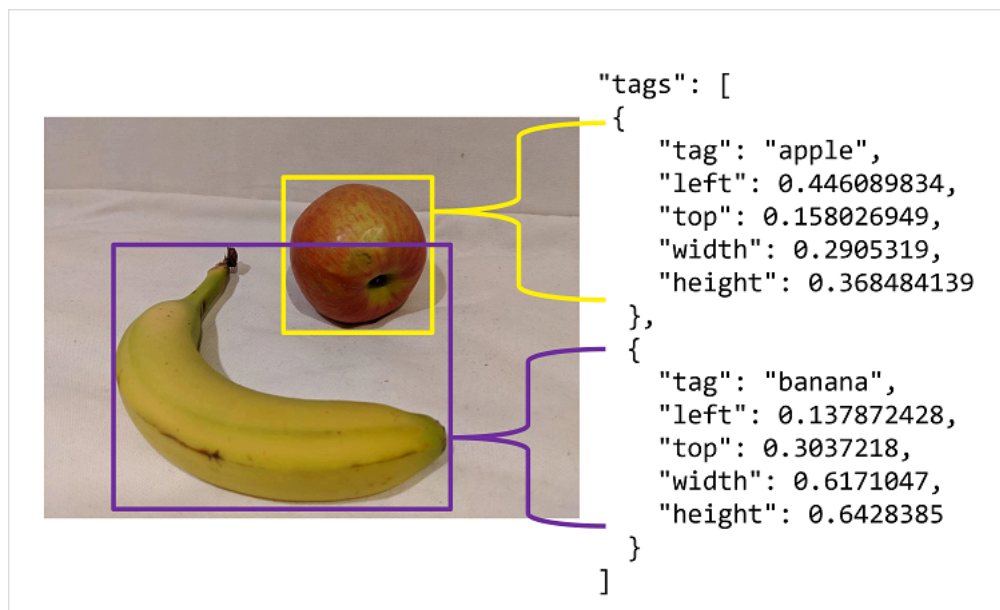 "tags": [
{
"tag": "apple",
"left": 0.446089834,
"top": 0.158026949,
"width": 0.2905319,
"height": 0.368484139
},
{
"tag": "banana",
"left": 0.137872428,
"top": 0.3037218,
"width": 0.6171047,
"height": 0.6428385
}
]